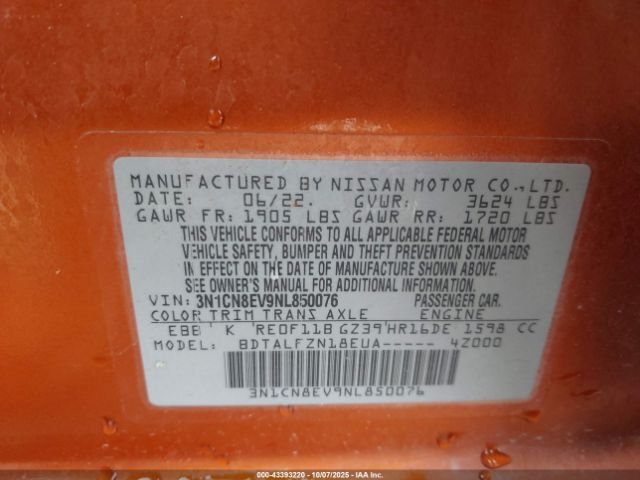 MANUFACTURED BY NISSAN MOTOR CO.,LTD.
DATE: 06/22. GVWR: 3624 LBS
GAWR FR: 1905 LBS GAWR RR: 1720 LBS
THIS VEHICLE CONFORMS TO ALL APPLICABLE FEDERAL MOTOR
VEHICLE SAFETY, BUMPER, AND THEFT PREVENTION STANDARDS
IN EFFECT ON THE DATE OF MANUFACTURE SHOWN ABOVE.
SEE OWNER'S MANUAL FOR ADDITIONAL INFORMATION.
VIN: 3N1CN8EV9NL850076 PASSENGER CAR.
COLOR TRIM TRANS AXLE ENGINE
EBB K RE0F11B GZ39 HR16DE 1598 CC
MODEL: BDTALFZN18EUA----- 4Z000
3N1CN8EV9NL850076
000-43393220 - 10/07/2025 - IAAI.COM